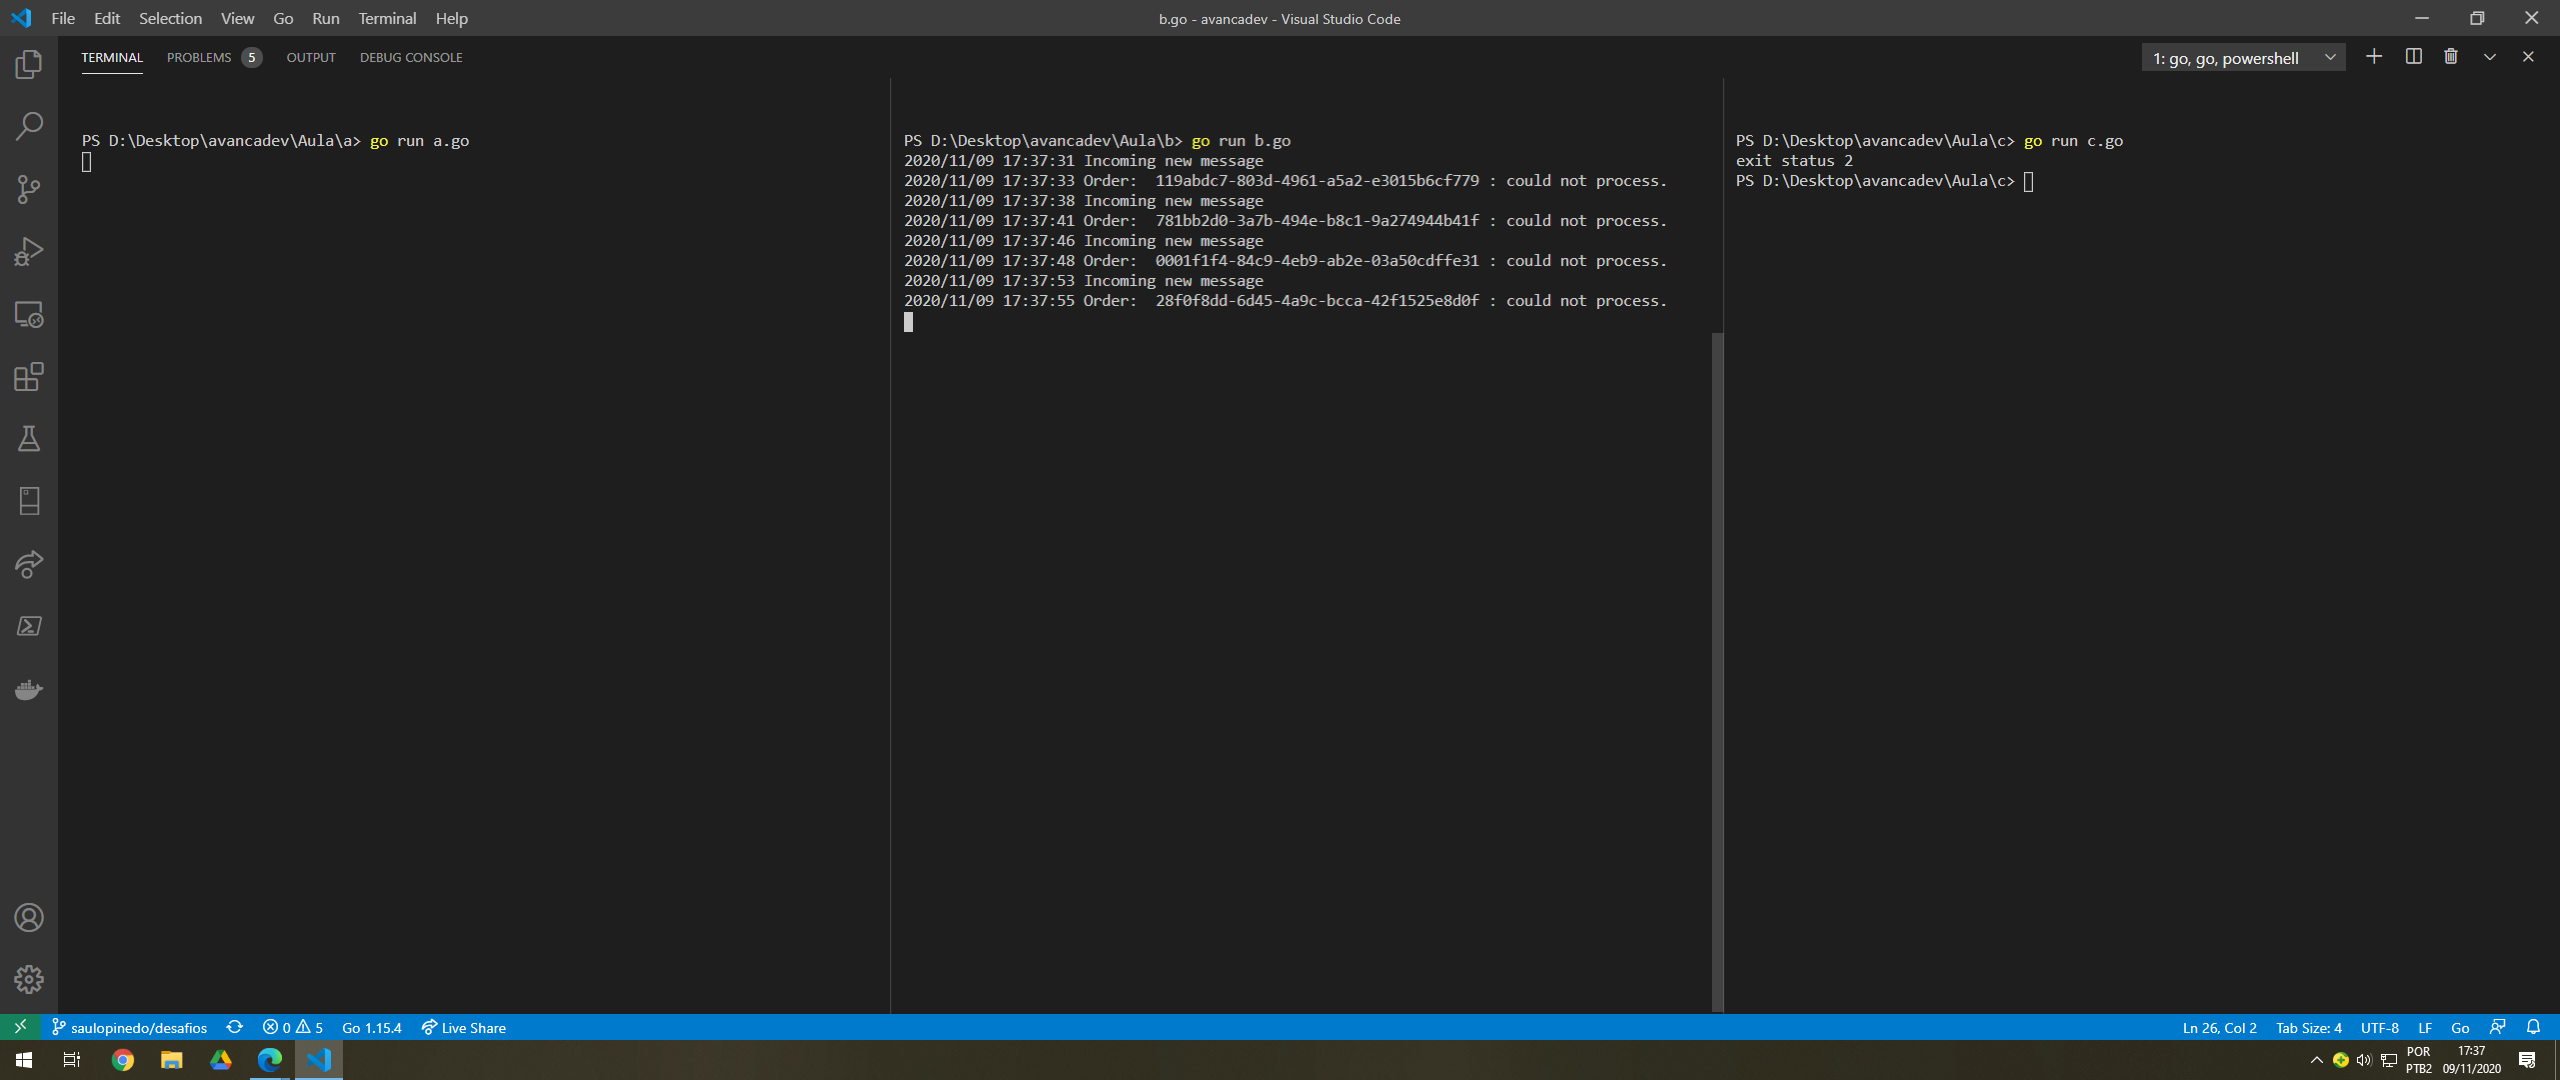 File Edit Selection View Go Run Terminal Help
b.go - avancadev - Visual Studio Code
TERMINAL PROBLEMS 5 OUTPUT DEBUG CONSOLE
1: go, go, powershell
PS D:\Desktop\avancadev\Aula\a> go run a.go
PS D:\Desktop\avancadev\Aula\b> go run b.go
2020/11/09 17:37:31 Incoming new message
2020/11/09 17:37:33 Order:  119abdc7-803d-4961-a5a2-e3015b6cf779 : could not process.
2020/11/09 17:37:38 Incoming new message
2020/11/09 17:37:41 Order:  781bb2d0-3a7b-494e-b8c1-9a274944b41f : could not process.
2020/11/09 17:37:46 Incoming new message
2020/11/09 17:37:48 Order:  0001f1f4-84c9-4eb9-ab2e-03a50cdffe31 : could not process.
2020/11/09 17:37:53 Incoming new message
2020/11/09 17:37:55 Order:  28f0f8dd-6d45-4a9c-bcca-42f1525e8d0f : could not process.
PS D:\Desktop\avancadev\Aula\c> go run c.go
exit status 2
PS D:\Desktop\avancadev\Aula\c>
saulopinedo/desafios 0 5 Go 1.15.4 Live Share
Ln 26, Col 2 Tab Size: 4 UTF-8 LF Go
POR
PTB2
17:37
09/11/2020